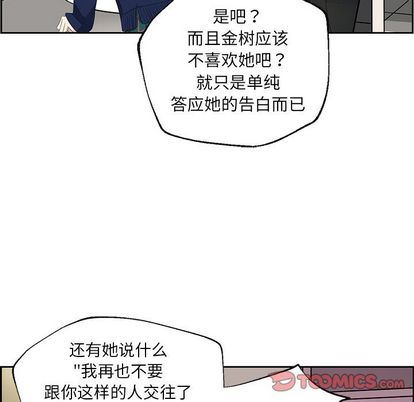 是吧？
而且金树应该
不喜欢她吧？
就只是单纯
答应她的告白而已
还有她说什么
"我再也不要
跟你这样的人交往了
TOOMICS.COM